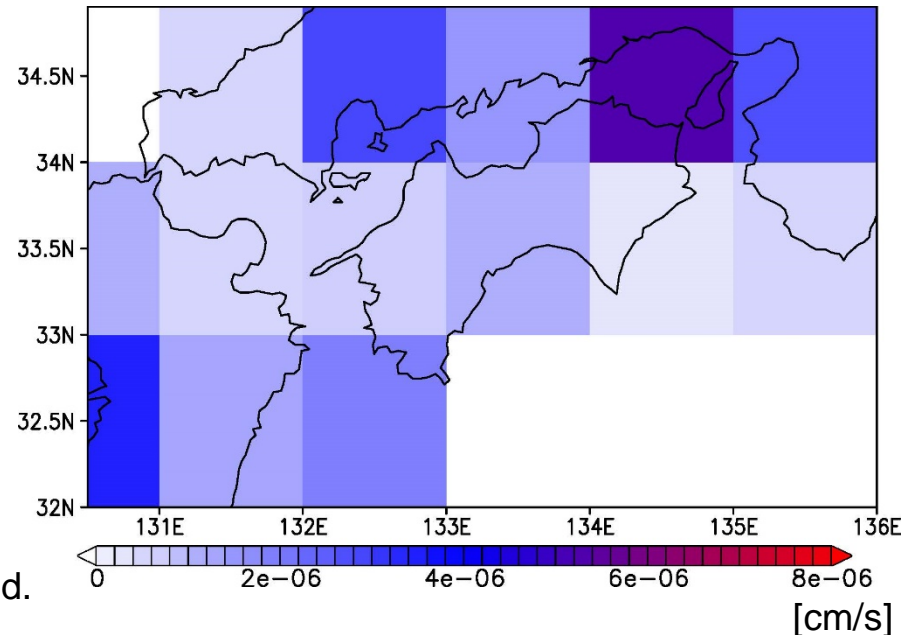 34.5N
34N
33.5N
33N
32.5N
32N
131E 132E 133E 134E 135E 136E
0 2e-06 4e-06 6e-06 8e-06
d.
[cm/s]